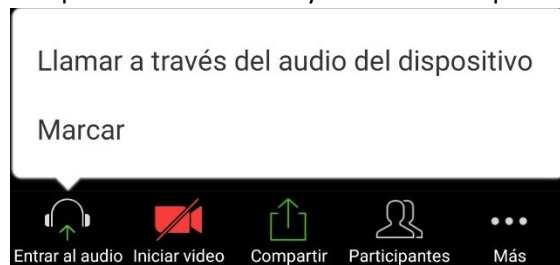 Llamar a través del audio del dispositivo
Marcar
Entrar al audio Iniciar video Compartir Participantes Más